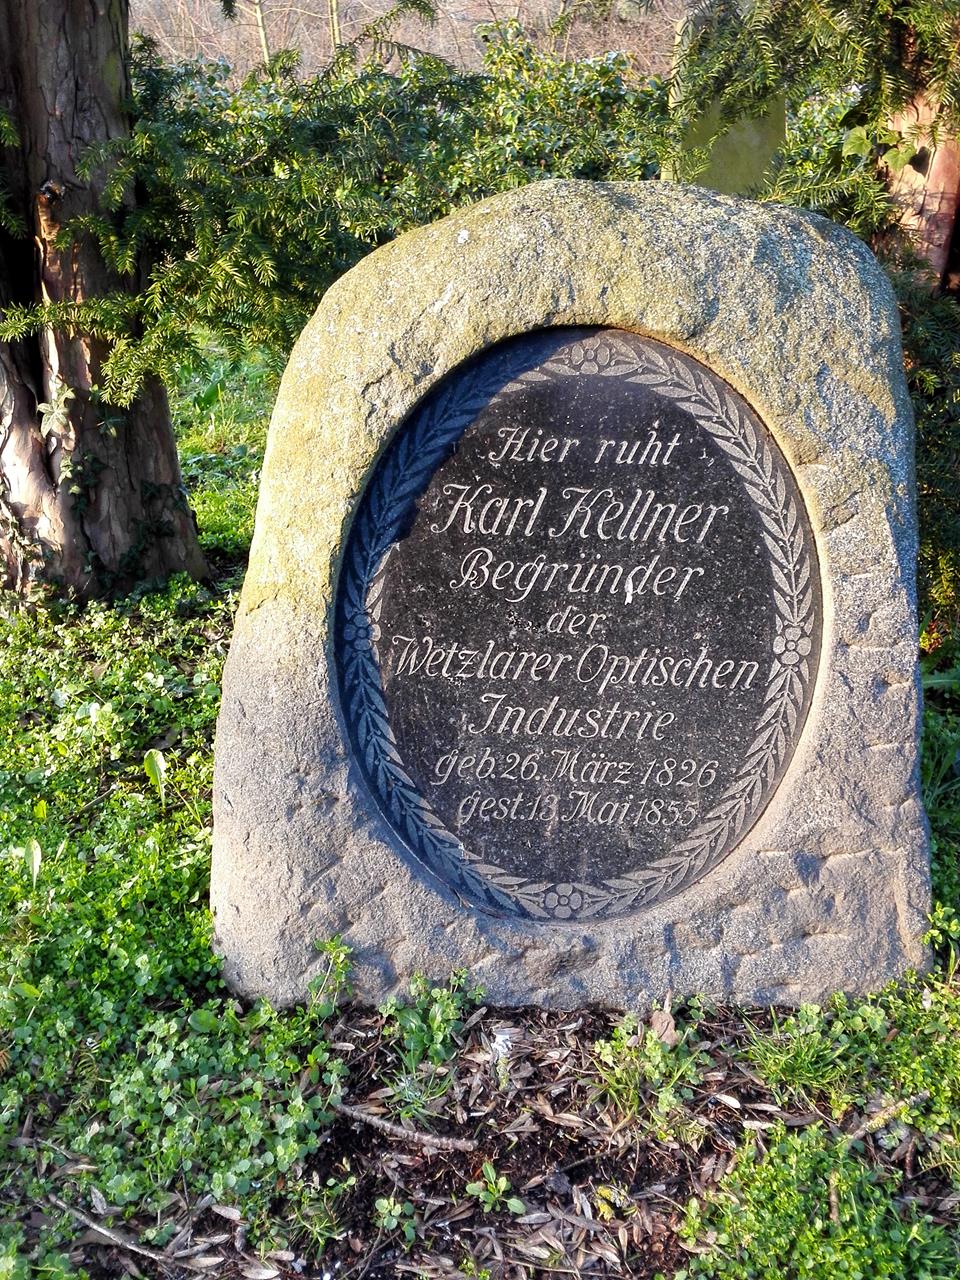 Hier ruht
Karl Kellner
Begründer
der
Wetzlarer Optischen
Industrie
geb. 26. März 1826
gest. 13. Mai 1855